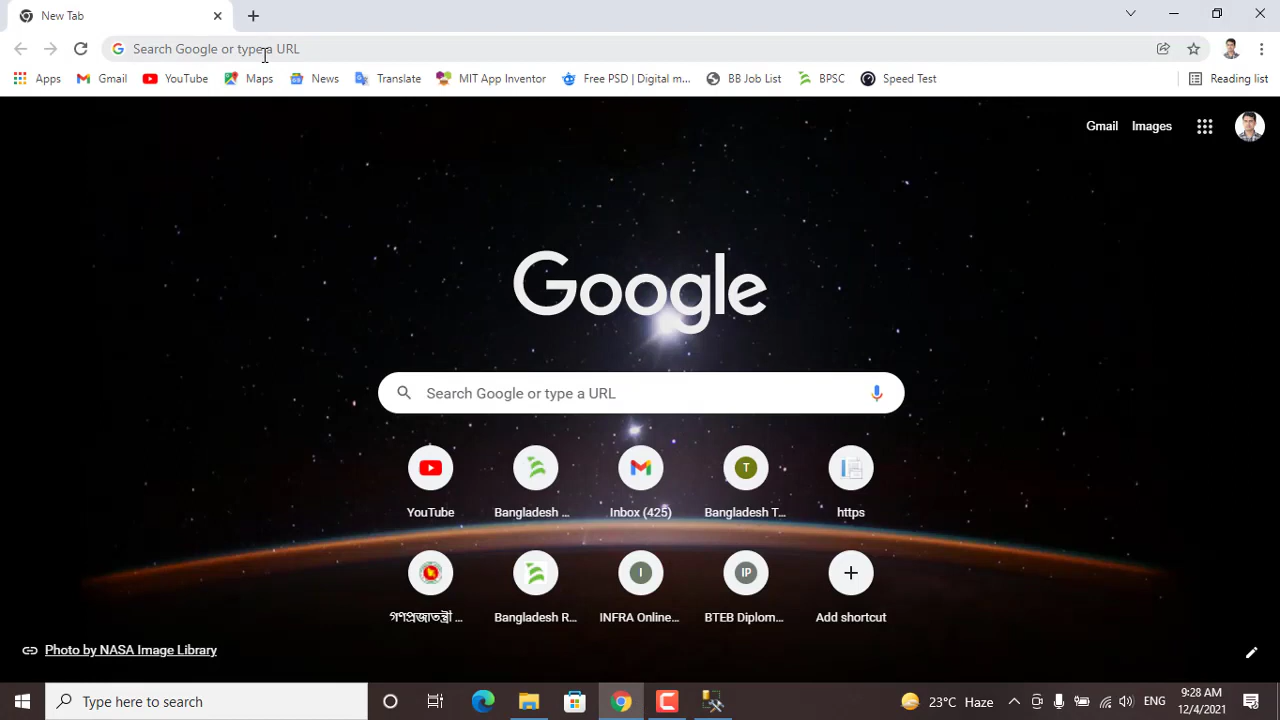 New Tab
Search Google or type a URL
Apps Gmail YouTube Maps News Translate MIT App Inventor Free PSD | Digital m... BB Job List BPSC Speed Test Reading list
Gmail Images
Google
Search Google or type a URL
YouTube Bangladesh ... Inbox (425) Bangladesh T... https
T
I IP
গণপ্রজাতন্ত্রী ... Bangladesh R... INFRA Online... BTEB Diplom... Add shortcut
Photo by NASA Image Library
Type here to search
23°C Haze ENG
9:28 AM
12/4/2021